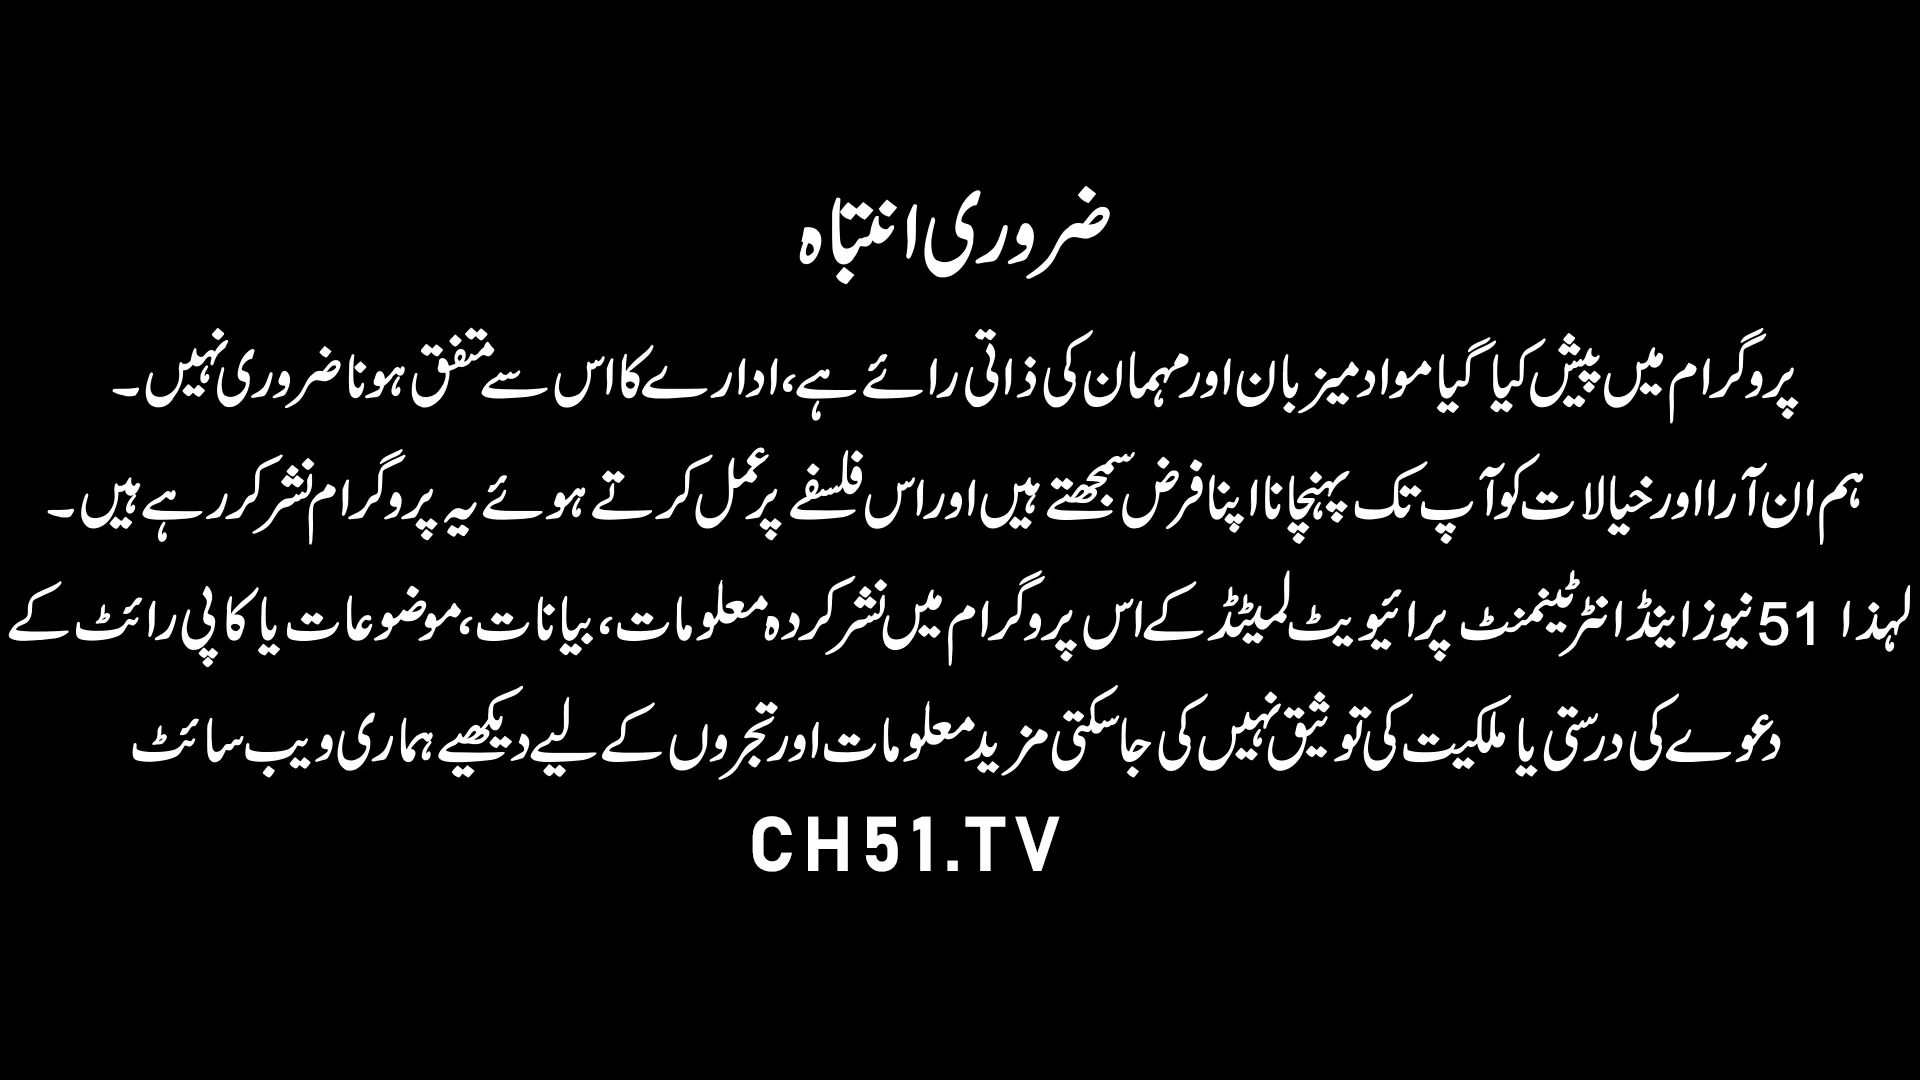 ضروری انتباہ
پروگرام میں پیش کیا گیا مواد میزبان اور مہمان کی ذاتی رائے ہے، ادارے کا اس سے متفق ہونا ضروری نہیں۔
ہم ان آرا اور خیالات کو آپ تک پہنچانا اپنا فرض سمجھتے ہیں اور اس فلسفے پر عمل کرتے ہوئے یہ پروگرام نشر کر رہے ہیں۔
لہذا 51 نیوز اینڈ انٹرٹینمنٹ پرائیویٹ لمیٹڈ کے اس پروگرام میں نشر کردہ معلومات، بیانات، موضوعات یا کاپی رائٹ کے
دعوے کی درستی یا ملکیت کی توثیق نہیں کی جاسکتی مزید معلومات اور تجزوں کے لیے دیکھیے ہماری ویب سائٹ
CH51.TV